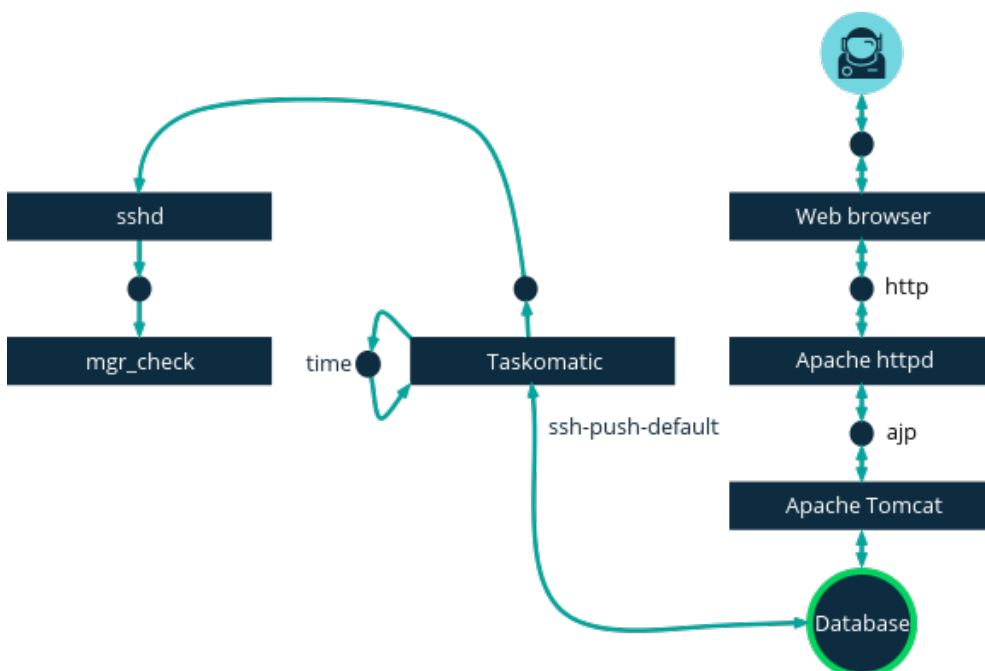 sshd
Web browser
http
mgr_check
time
Taskomatic
Apache httpd
ssh-push-default
ajp
Apache Tomcat
Database